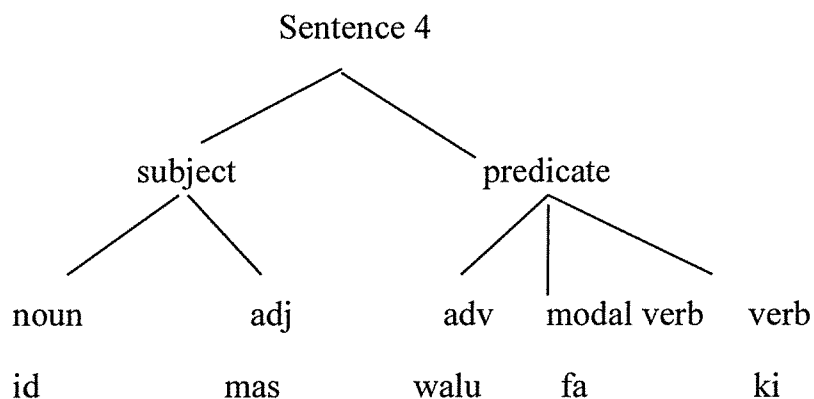 Sentence 4
subject predicate
noun adj adv modal verb verb
id mas walu fa ki